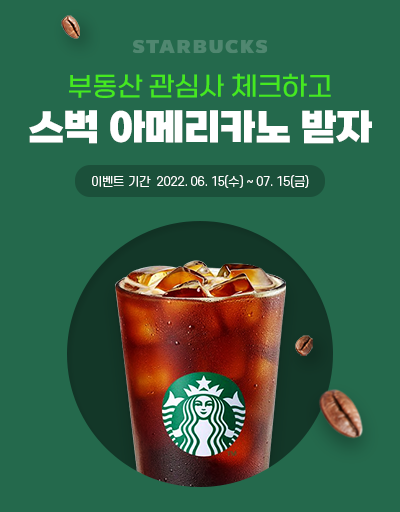 STARBUCKS
부동산 관심사 체크하고
스벅 아메리카노 받자
이벤트 기간 2022. 06. 15(수) ~ 07. 15(금)